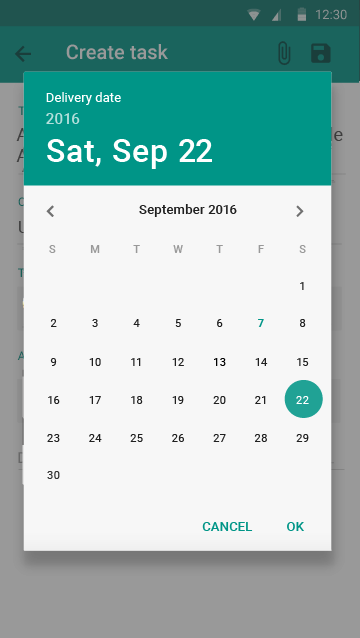 12:30
Create task
Delivery date
2016
Sat, Sep 22
September 2016
S M T W T F S
1
2 3 4 5 6 7 8
9 10 11 12 13 14 15
16 17 18 19 20 21 22
23 24 25 26 27 28 29
30
CANCEL OK